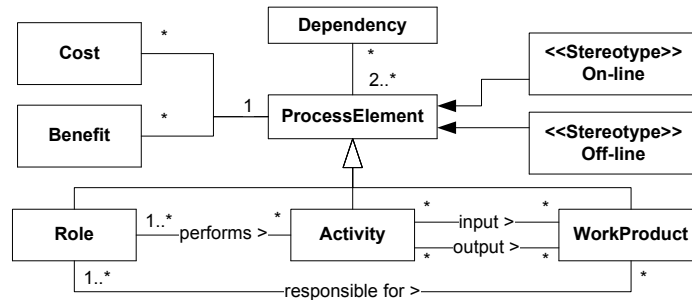 Dependency
*
2..*
Cost
*
Benefit
*
1
ProcessElement
<<Stereotype>>
On-line
<<Stereotype>>
Off-line
Role
1..*
performs >
*
Activity
*
input >
*
*
output >
*
WorkProduct
1..*
responsible for >
*